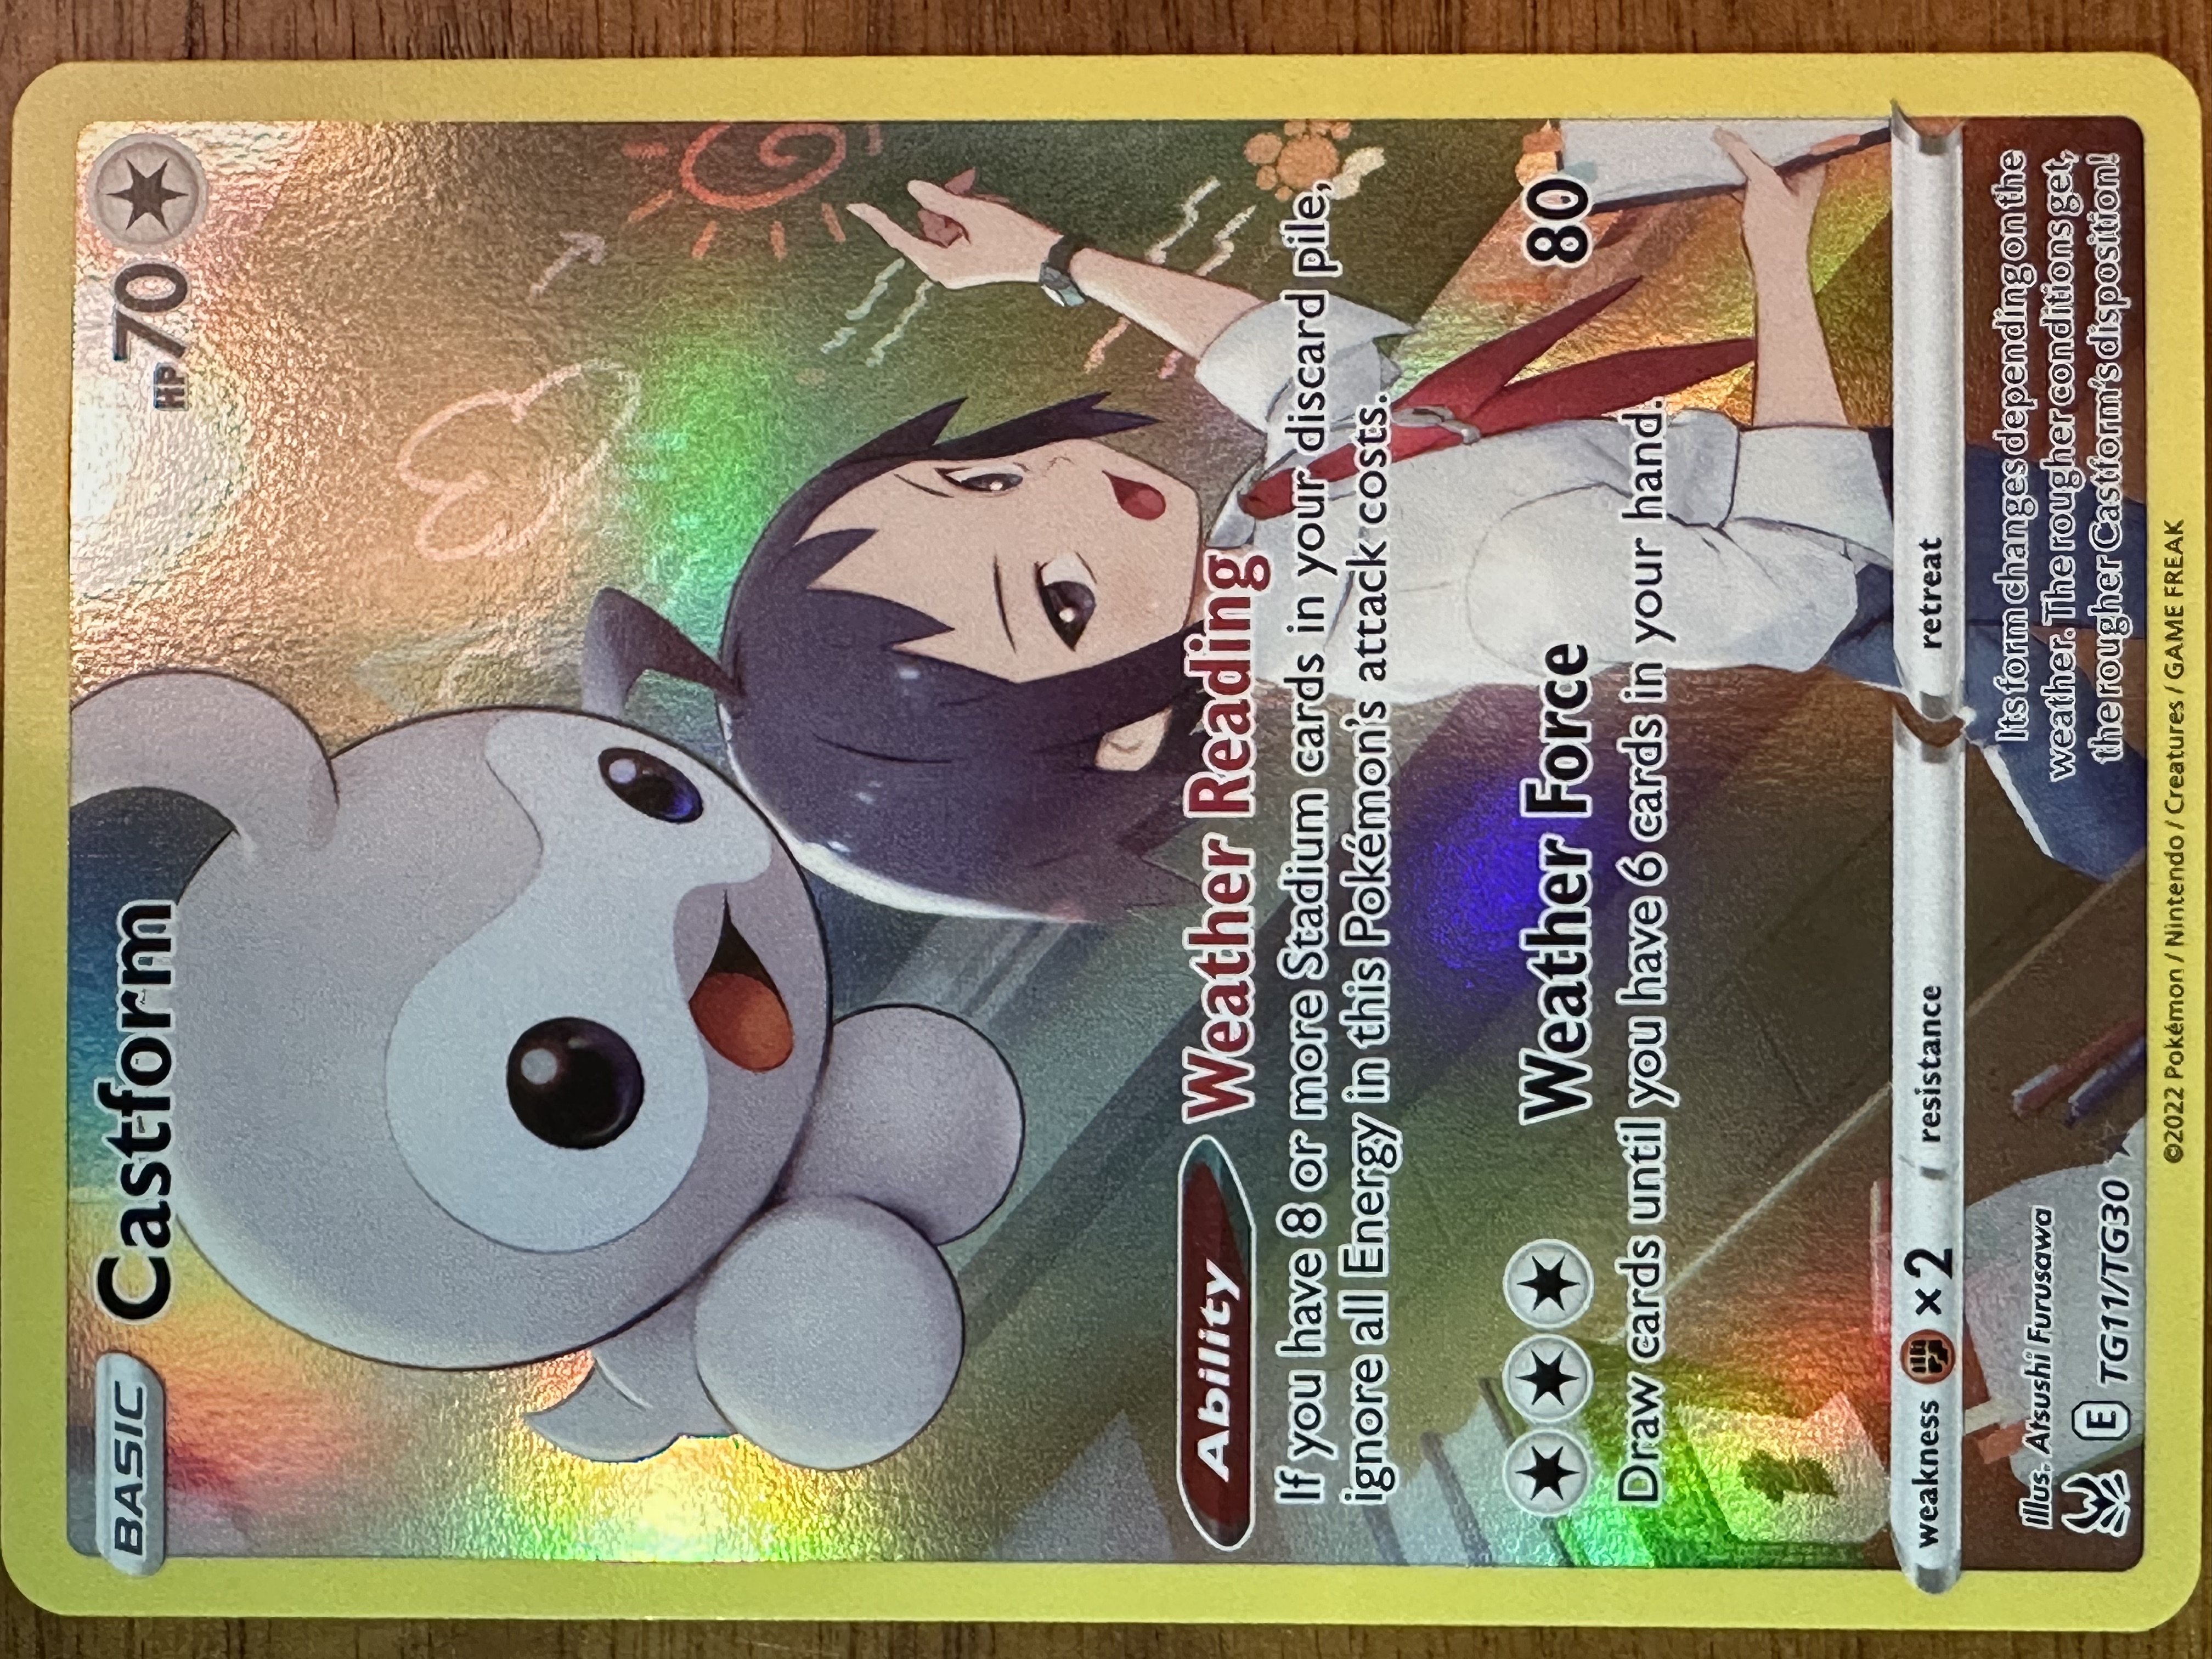 BASIC Castform HP 70
Ability Weather Reading
If you have 8 or more Stadium cards in your discard pile,
ignore all Energy in this Pokémon's attack costs.
Weather Force 80
Draw cards until you have 6 cards in your hand.
weakness ×2 resistance retreat
Illus. Atsushi Furusawa
E TG11/TG30
Its form changes depending on the
weather. The rougher conditions get,
the rougher Castform's disposition!
©2022 Pokémon / Nintendo / Creatures / GAME FREAK